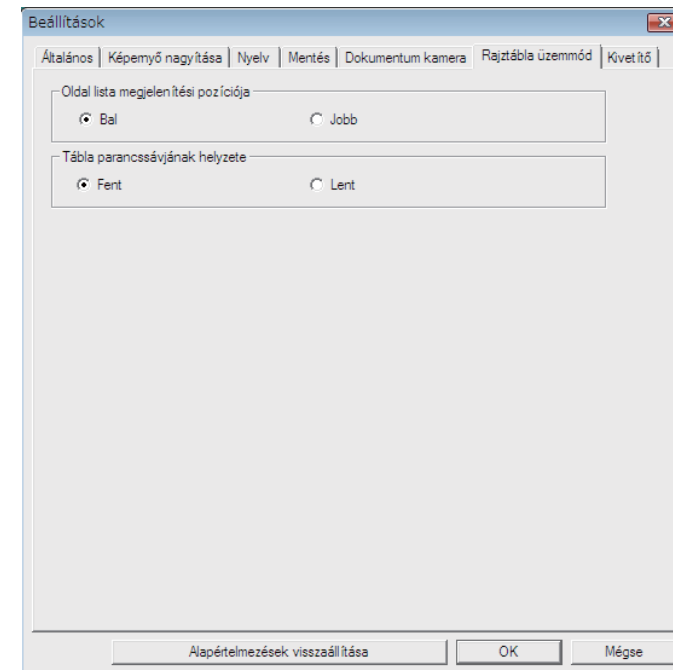 Beállítások
Általános Képernyő nagyítása Nyelv Mentés Dokumentum kamera Rajztábla üzemmód Kivetítő
Oldal lista megjelenítési pozíciója
Bal Jobb
Tábla parancssávjának helyzete
Fent Lent
Alapértelmezések visszaállítása OK Mégse